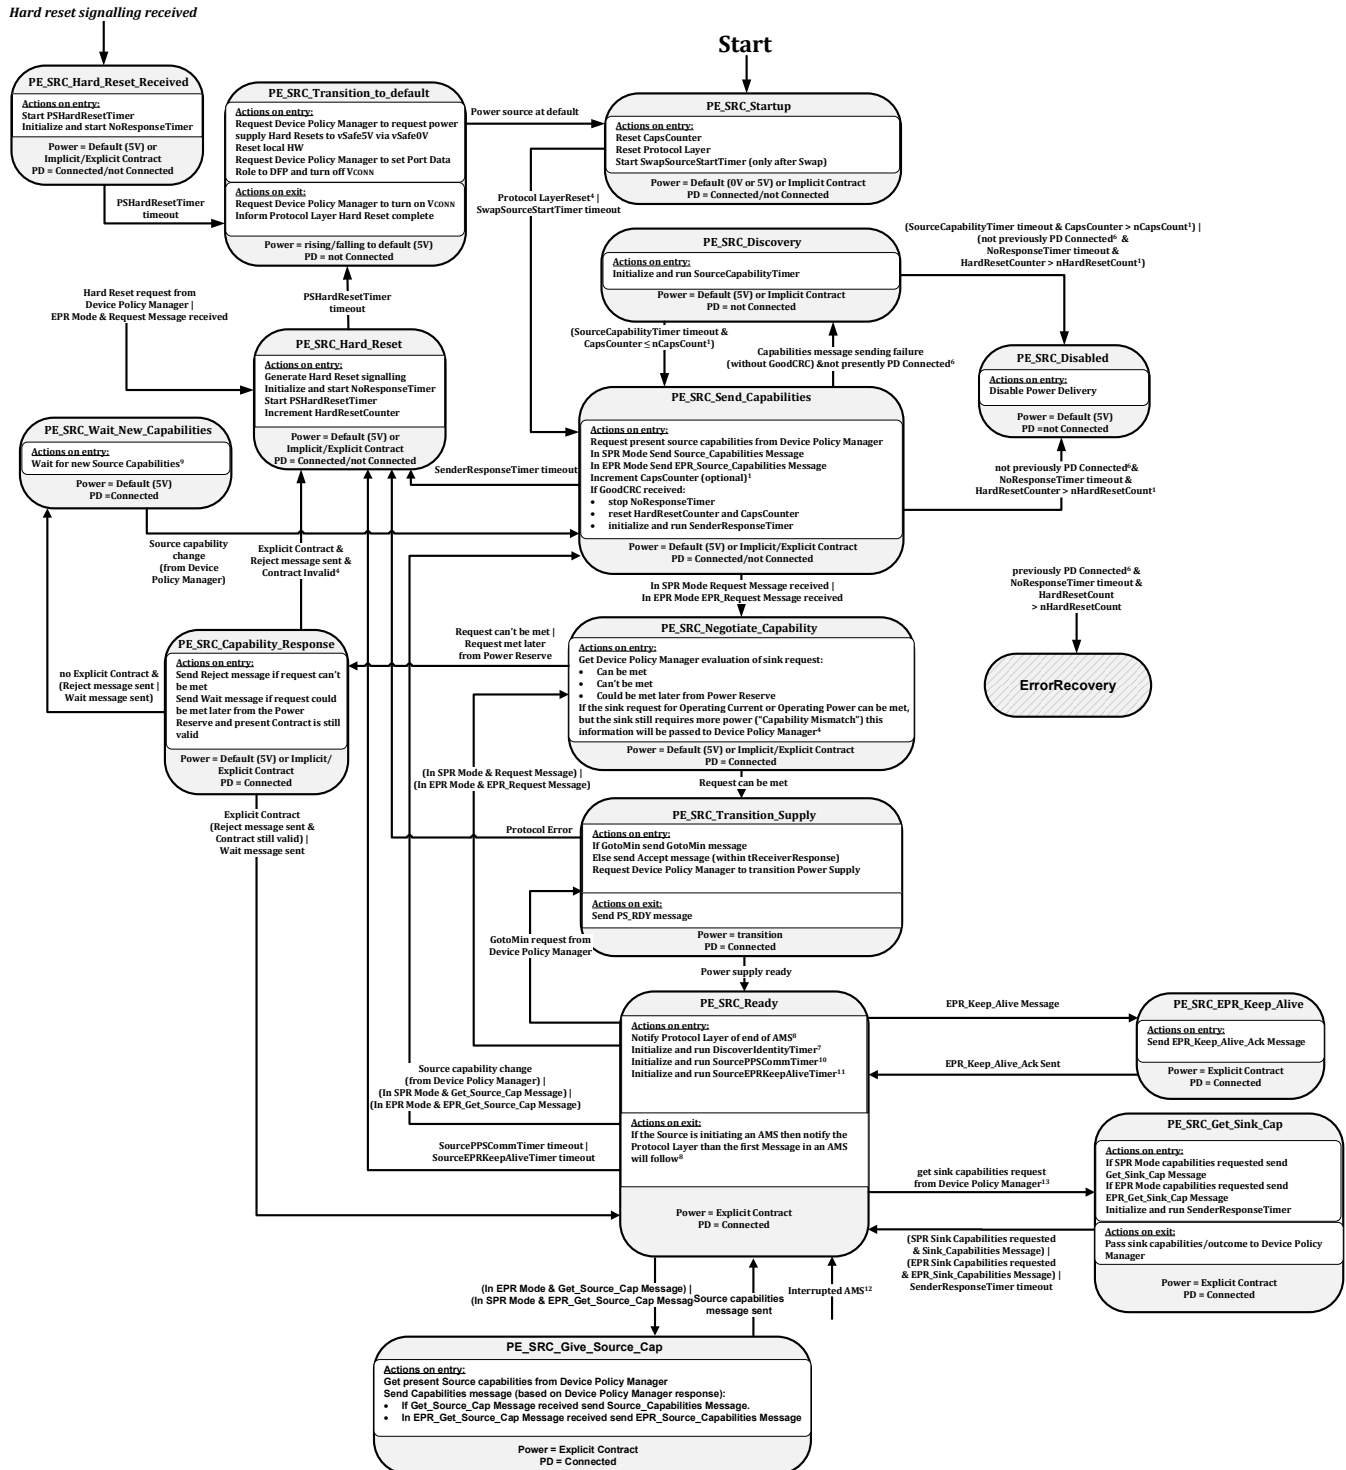 Hard reset signalling received
Start
PE_SRC_Hard_Reset_Received
Actions on entry:
Start PSHardResetTimer
Initialize and start NoResponseTimer
Power = Default (5V) or
Implicit/Explicit Contract
PD = Connected/not Connected
PSHardResetTimer
timeout
PE_SRC_Transition_to_default
Actions on entry:
Request Device Policy Manager to request power
supply Hard Resets to vSafe5V via vSafe0V
Reset local HW
Request Device Policy Manager to set Port Data
Role to DFP and turn off VCONN
Actions on exit:
Request Device Policy Manager to turn on VCONN
Inform Protocol Layer Hard Reset complete
Power = rising/falling to default (5V)
PD = not Connected
Power source at default
PE_SRC_Startup
Actions on entry:
Reset CapsCounter
Reset Protocol Layer
Start SwapSourceStartTimer (only after Swap)
Power = Default (0V or 5V) or Implicit Contract
PD = Connected/not Connected
Protocol LayerReset⁴ |
SwapSourceStartTimer timeout
PE_SRC_Discovery
Actions on entry:
Initialize and run SourceCapabilityTimer
Power = Default (5V) or Implicit Contract
PD = not Connected
(SourceCapabilityTimer timeout & CapsCounter > nCapsCount¹) |
(not previously PD Connected⁶ &
NoResponseTimer timeout &
HardResetCounter > nHardResetCount¹)
Hard Reset request from
Device Policy Manager |
EPR Mode & Request Message received
PSHardResetTimer
timeout
PE_SRC_Hard_Reset
Actions on entry:
Generate Hard Reset signalling
Initialize and start NoResponseTimer
Start PSHardResetTimer
Increment HardResetCounter
Power = Default (5V) or
Implicit/Explicit Contract
PD = Connected/not Connected
(SourceCapabilityTimer timeout &
CapsCounter ≤ nCapsCount¹)
Capabilities message sending failure
(without GoodCRC) &not presently PD Connected⁶
PE_SRC_Disabled
Actions on entry:
Disable Power Delivery
Power = Default (5V)
PD =not Connected
PE_SRC_Wait_New_Capabilities
Actions on entry:
Wait for new Source Capabilities⁹
Power = Default (5V)
PD =Connected
SenderResponseTimer timeout
PE_SRC_Send_Capabilities
Actions on entry:
Request present source capabilities from Device Policy Manager
In SPR Mode Send Source_Capabilities Message
In EPR Mode Send EPR_Source_Capabilities Message
Increment CapsCounter (optional)¹
If GoodCRC received:
• stop NoResponseTimer
• reset HardResetCounter and CapsCounter
• initialize and run SenderResponseTimer
Power = Default (5V) or Implicit/Explicit Contract
PD = Connected/not Connected
not previously PD Connected⁶&
NoResponseTimer timeout &
HardResetCounter > nHardResetCount¹
Source capability
change
(from Device
Policy Manager)
Explicit Contract &
Reject message sent &
Contract Invalid⁴
In SPR Mode Request Message received |
In EPR Mode EPR_Request Message received
previously PD Connected⁶ &
NoResponseTimer timeout &
HardResetCount
> nHardResetCount
ErrorRecovery
PE_SRC_Capability_Response
Actions on entry:
Send Reject message if request can't
be met
Send Wait message if request could
be met later from the Power
Reserve and present Contract is still
valid
Power = Default (5V) or Implicit/
Explicit Contract
PD = Connected
no Explicit Contract &
(Reject message sent |
Wait message sent)
Request can't be met |
Request met later
from Power Reserve
PE_SRC_Negotiate_Capability
Actions on entry:
Get Device Policy Manager evaluation of sink request:
• Can be met
• Can't be met
• Could be met later from Power Reserve
If the sink request for Operating Current or Operating Power can be met,
but the sink still requires more power ("Capability Mismatch") this
information will be passed to Device Policy Manager⁴
Power = Default (5V) or Implicit/Explicit Contract
PD = Connected
(In SPR Mode & Request Message) |
(In EPR Mode & EPR_Request Message)
Request can be met
Explicit Contract
(Reject message sent &
Contract still valid) |
Wait message sent
Protocol Error
PE_SRC_Transition_Supply
Actions on entry:
If GotoMin send GotoMin message
Else send Accept message (within tReceiverResponse)
Request Device Policy Manager to transition Power Supply
Actions on exit:
Send PS_RDY message
Power = transition
PD = Connected
GotoMin request from
Device Policy Manager
Power supply ready
PE_SRC_Ready
Actions on entry:
Notify Protocol Layer of end of AMS⁸
Initialize and run DiscoverIdentityTimer⁷
Initialize and run SourcePPSCommTimer¹⁰
Initialize and run SourceEPRKeepAliveTimer¹¹
Actions on exit:
If the Source is initiating an AMS then notify the
Protocol Layer than the first Message in an AMS
will follow⁸
Power = Explicit Contract
PD = Connected
EPR_Keep_Alive Message
EPR_Keep_Alive_Ack Sent
PE_SRC_EPR_Keep_Alive
Actions on entry:
Send EPR_Keep_Alive_Ack Message
Power = Explicit Contract
PD = Connected
Source capability change
(from Device Policy Manager) |
(In SPR Mode & Get_Source_Cap Message) |
(In EPR Mode & EPR_Get_Source_Cap Message)
SourcePPSCommTimer timeout |
SourceEPRKeepAliveTimer timeout
get sink capabilities request
from Device Policy Manager¹³
PE_SRC_Get_Sink_Cap
Actions on entry:
If SPR Mode capabilities requested send
Get_Sink_Cap Message
If EPR Mode capabilities requested send
EPR_Get_Sink_Cap Message
Initialize and run SenderResponseTimer
Actions on exit:
Pass sink capabilities/outcome to Device Policy
Manager
Power = Explicit Contract
PD = Connected
(SPR Sink Capabilities requested
& Sink_Capabilities Message) |
(EPR Sink Capabilities requested
& EPR_Sink_Capabilities Message) |
SenderResponseTimer timeout
(In EPR Mode & Get_Source_Cap Message) |
(In SPR Mode & EPR_Get_Source_Cap Messag
Source capabilities
message sent
Interrupted AMS¹²
PE_SRC_Give_Source_Cap
Actions on entry:
Get present Source capabilities from Device Policy Manager
Send Capabilities message (based on Device Policy Manager response):
• If Get_Source_Cap Message received send Source_Capabilities Message.
• In EPR_Get_Source_Cap Message received send EPR_Source_Capabilities Message
Power = Explicit Contract
PD = Connected